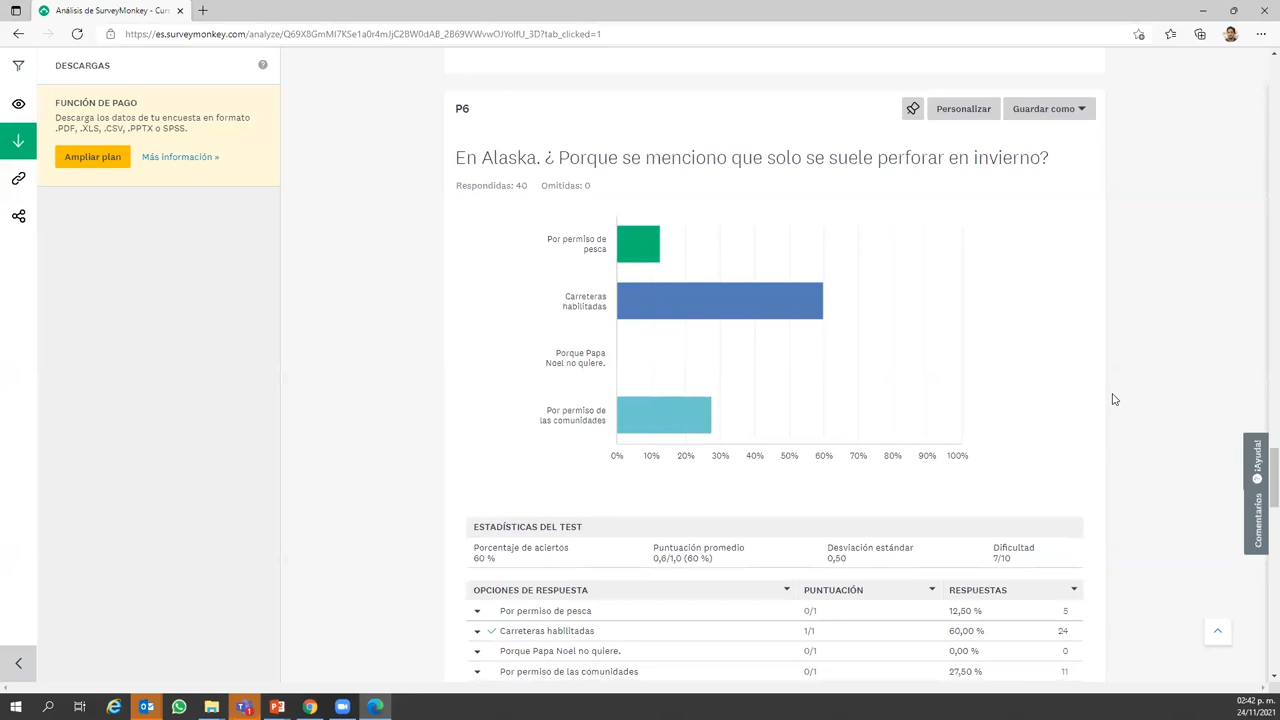 Análisis de SurveyMonkey - Curs
https://es.surveymonkey.com/analyze/Q69X8GmMl7KSe1a0r4mJjC2BW0dAB_2B69WWvwOJYolfU_3D?tab_clicked=1
DESCARGAS
FUNCIÓN DE PAGO
Descarga los datos de tu encuesta en formato
.PDF, .XLS, .CSV, .PPTX o SPSS.
Ampliar plan
Más información »
P6
Personalizar
Guardar como
En Alaska. ¿ Porque se menciono que solo se suele perforar en invierno?
Respondidas: 40 Omitidas: 0
Por permiso de
pesca
Carreteras
habilitadas
Porque Papa
Noel no quiere.
Por permiso de
las comunidades
0% 10% 20% 30% 40% 50% 60% 70% 80% 90% 100%
ESTADÍSTICAS DEL TEST
Porcentaje de aciertos Puntuación promedio Desviación estándar Dificultad
60 % 0,6/1,0 (60 %) 0,50 7/10
OPCIONES DE RESPUESTA PUNTUACIÓN RESPUESTAS
Por permiso de pesca 0/1 12,50 % 5
Carreteras habilitadas 1/1 60,00 % 24
Porque Papa Noel no quiere. 0/1 0,00 % 0
Por permiso de las comunidades 0/1 27,50 % 11
¡Ayuda!
Comentarios
02:42 p. m.
24/11/2021